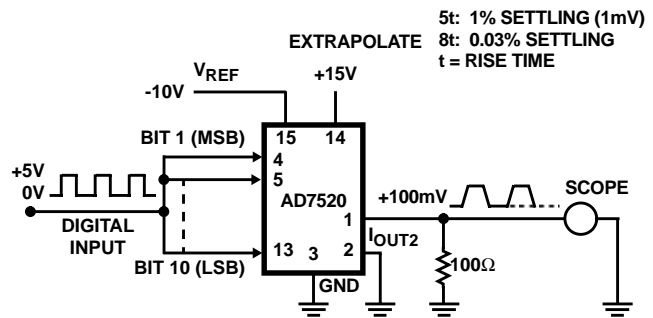 5t: 1% SETTLING (1mV)
8t: 0.03% SETTLING
t = RISE TIME
EXTRAPOLATE
+15V
VREF
-10V
BIT 1 (MSB)
15
14
4
5
+5V
0V
AD7520
+100mV
SCOPE
1
DIGITAL
INPUT
IOUT2
13
3
2
BIT 10 (LSB)
100Ω
GND